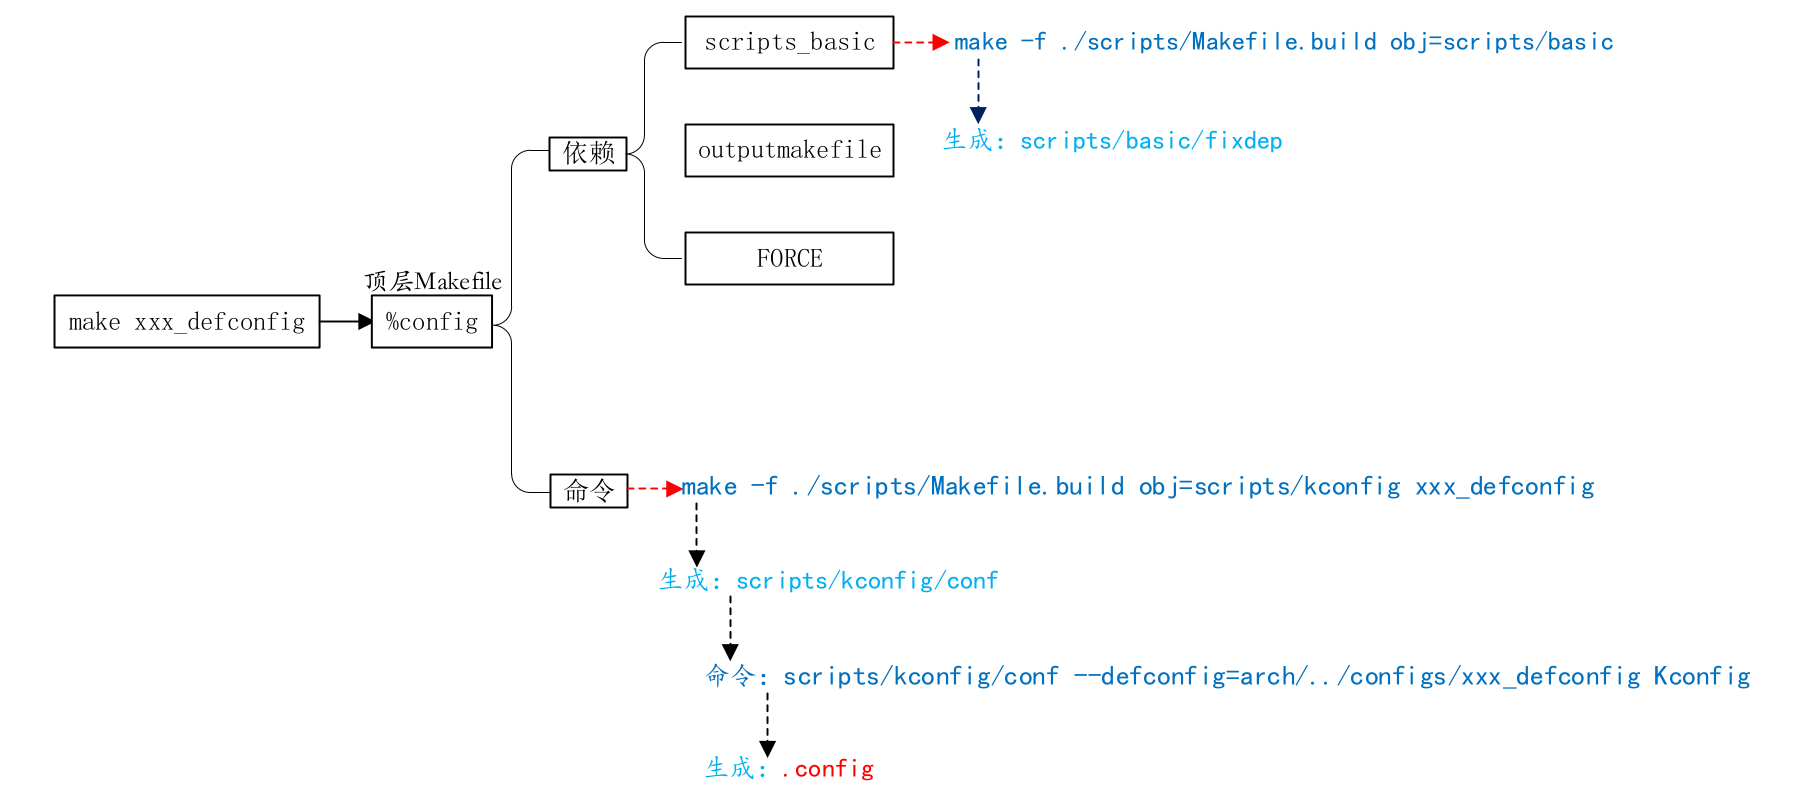 scripts_basic
make -f ./scripts/Makefile.build obj=scripts/basic
生成：scripts/basic/fixdep
依赖
outputmakefile
FORCE
顶层Makefile
make xxx_defconfig
%config
命令
make -f ./scripts/Makefile.build obj=scripts/kconfig xxx_defconfig
生成：scripts/kconfig/conf
命令：scripts/kconfig/conf --defconfig=arch/../configs/xxx_defconfig Kconfig
生成：.config